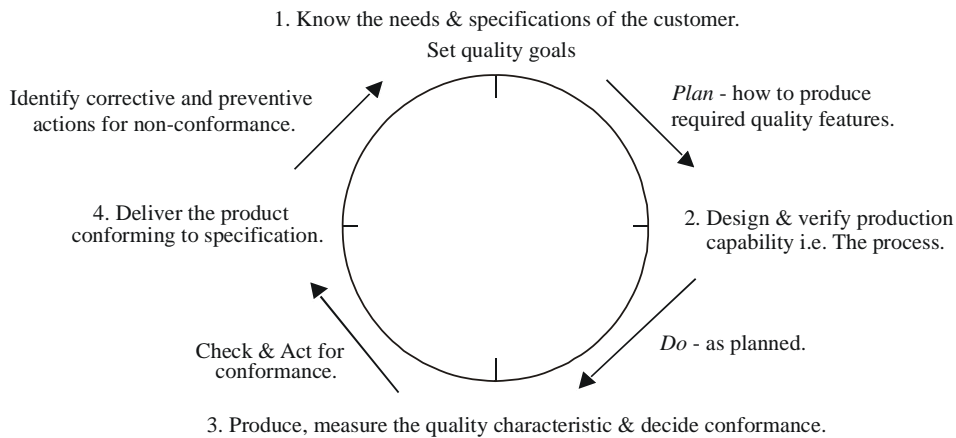 1. Know the needs & specifications of the customer.
Set quality goals
Plan - how to produce
required quality features.
2. Design & verify production
capability i.e. The process.
Do - as planned.
3. Produce, measure the quality characteristic & decide conformance.
Check & Act for
conformance.
4. Deliver the product
conforming to specification.
Identify corrective and preventive
actions for non-conformance.